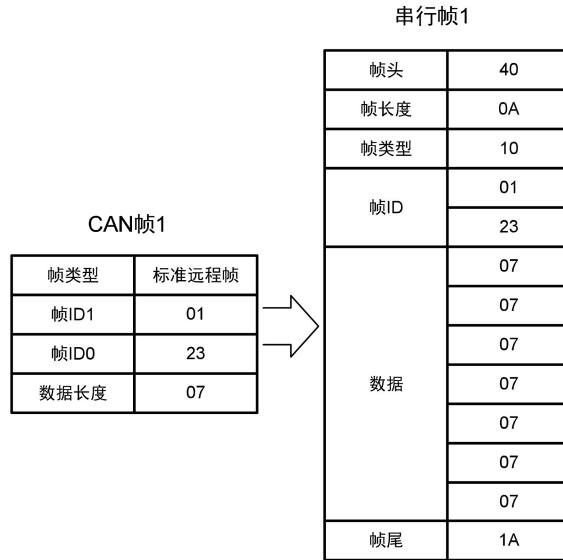 串行帧1
帧头 40
帧长度 0A
帧类型 10
帧ID 01
23
数据 07
07
07
07
07
07
07
帧尾 1A
CAN帧1
帧类型 标准远程帧
帧ID1 01
帧ID0 23
数据长度 07